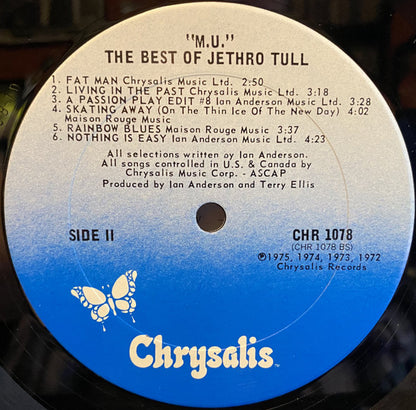 "M.U."
THE BEST OF JETHRO TULL
1. FAT MAN Chrysalis Music Ltd. 2:50
2. LIVING IN THE PAST Chrysalis Music Ltd. 3:18
3. A PASSION PLAY EDIT #8 Ian Anderson Music Ltd. 3:28
4. SKATING AWAY (On The Thin Ice Of The New Day) 4:02
Maison Rouge Music
5. RAINBOW BLUES Maison Rouge Music 3:37
6. NOTHING IS EASY Ian Anderson Music Ltd. 4:23
All selections written by Ian Anderson.
All songs controlled in U.S. & Canada by
Chrysalis Music Corp. - ASCAP
Produced by Ian Anderson and Terry Ellis
SIDE II
CHR 1078
(CHR 1078 BS)
℗1975, 1974, 1973, 1972
Chrysalis Records
Chrysalis™